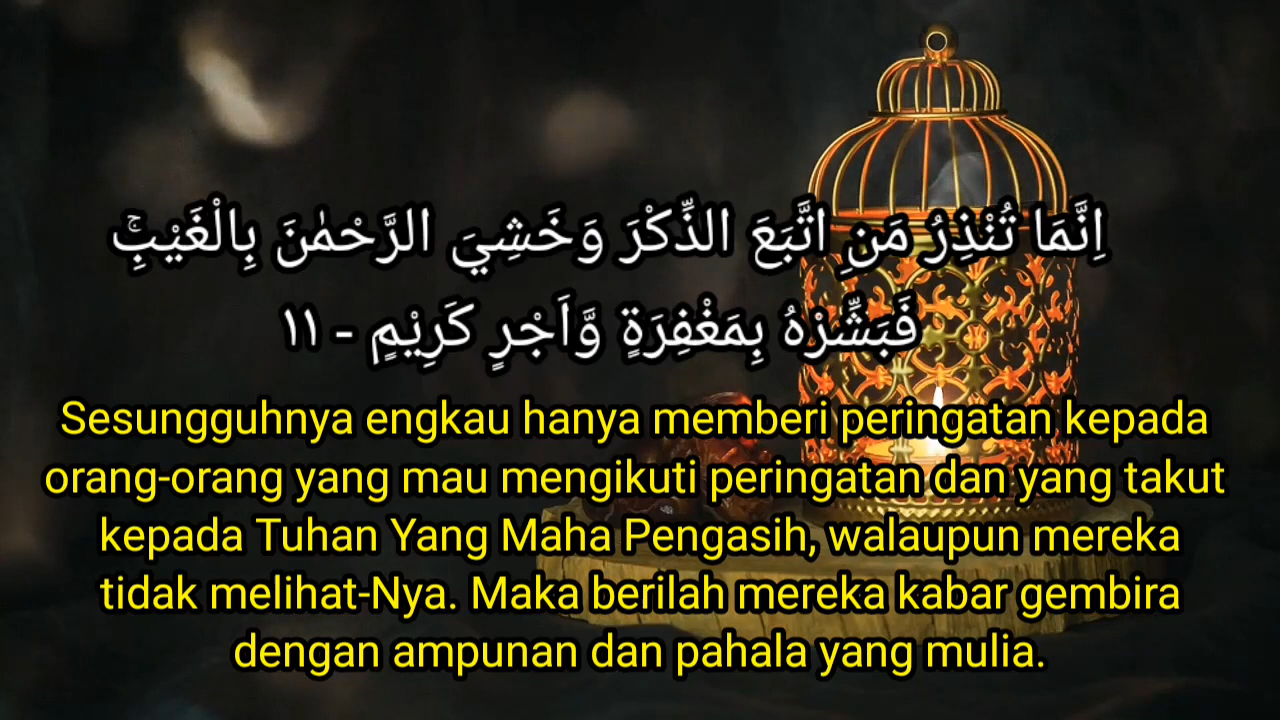 اِنَّمَا تُنْذِرُ مَنِ اتَّبَعَ الذِّكْرَ وَخَشِيَ الرَّحْمٰنَ بِالْغَيْبِۚ
فَبَشِّرْهُ بِمَغْفِرَةٍ وَّاَجْرٍ كَرِيْمٍ - ١١
Sesungguhnya engkau hanya memberi peringatan kepada
orang-orang yang mau mengikuti peringatan dan yang takut
kepada Tuhan Yang Maha Pengasih, walaupun mereka
tidak melihat-Nya. Maka berilah mereka kabar gembira
dengan ampunan dan pahala yang mulia.